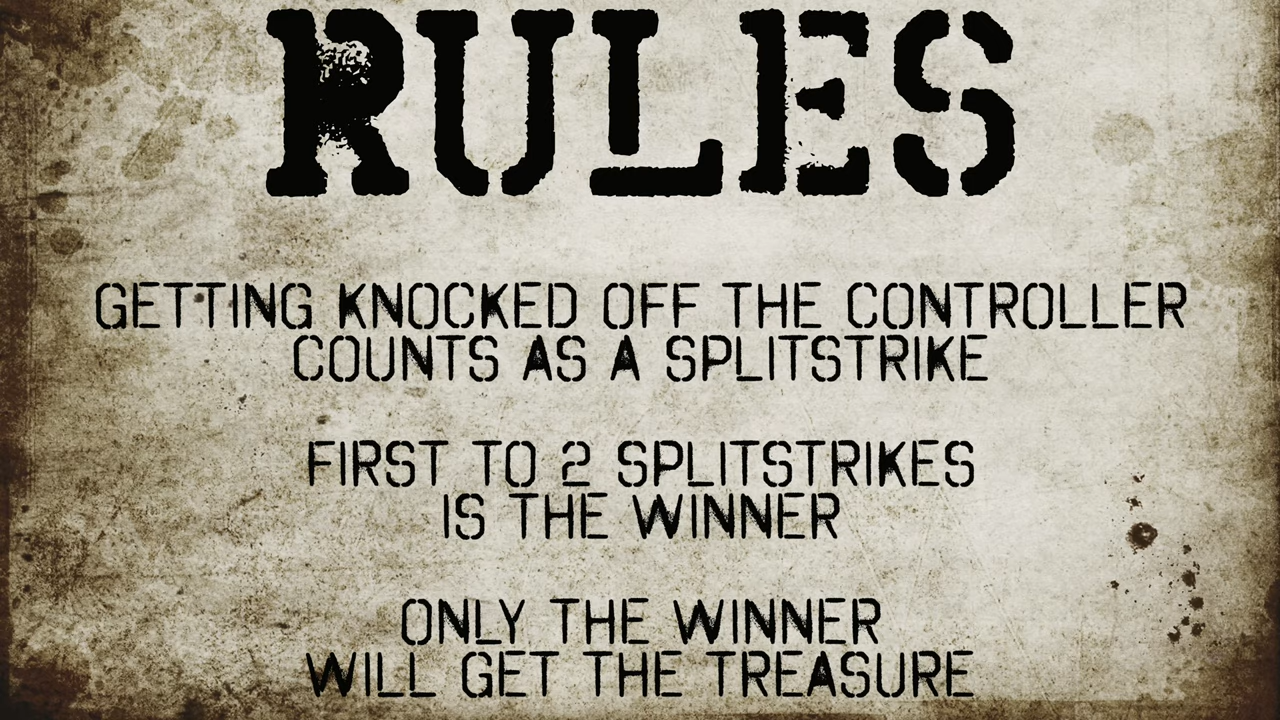 RULES
GETTING KNOCKED OFF THE CONTROLLER
COUNTS AS A SPLITSTRIKE
FIRST TO 2 SPLITSTRIKES
IS THE WINNER
ONLY THE WINNER
WILL GET THE TREASURE